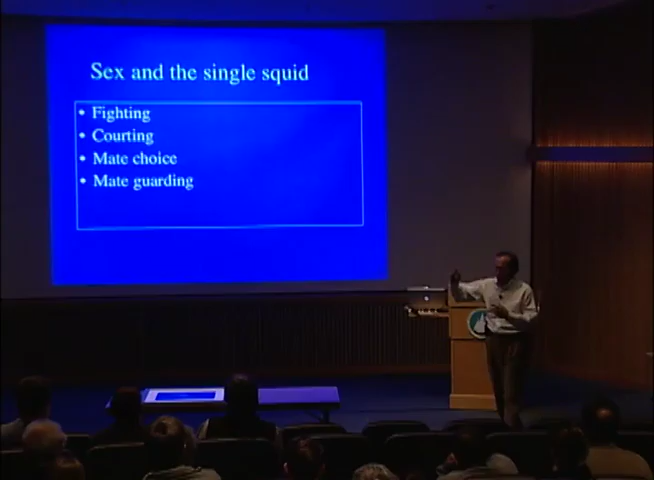 Sex and the single squid
• Fighting
• Courting
• Mate choice
• Mate guarding